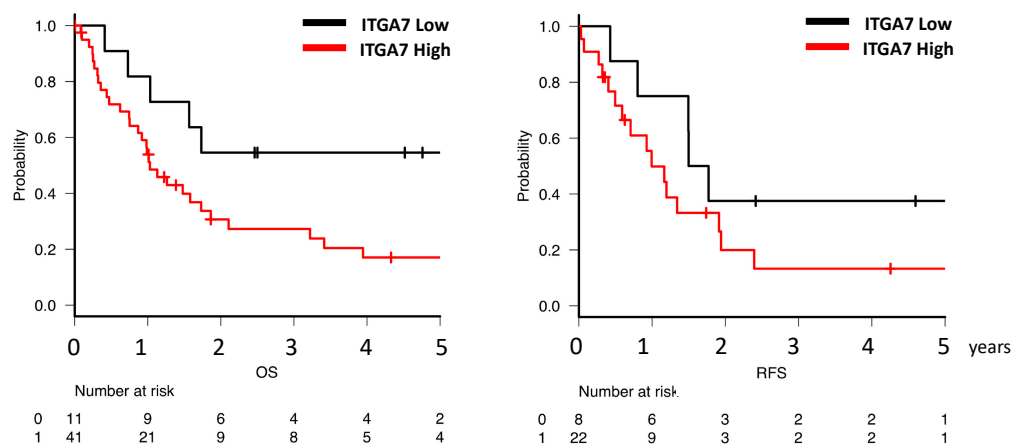 ITGA7 Low
ITGA7 High
Probability
1.0
0.8
0.6
0.4
0.2
0.0
0 1 2 3 4 5
OS
Number at risk
0 11 9 6 4 4 2
1 41 21 9 8 5 4
ITGA7 Low
ITGA7 High
Probability
1.0
0.8
0.6
0.4
0.2
0.0
0 1 2 3 4 5 years
RFS
Number at risk.
0 8 6 3 2 2 1
1 22 9 3 2 2 1